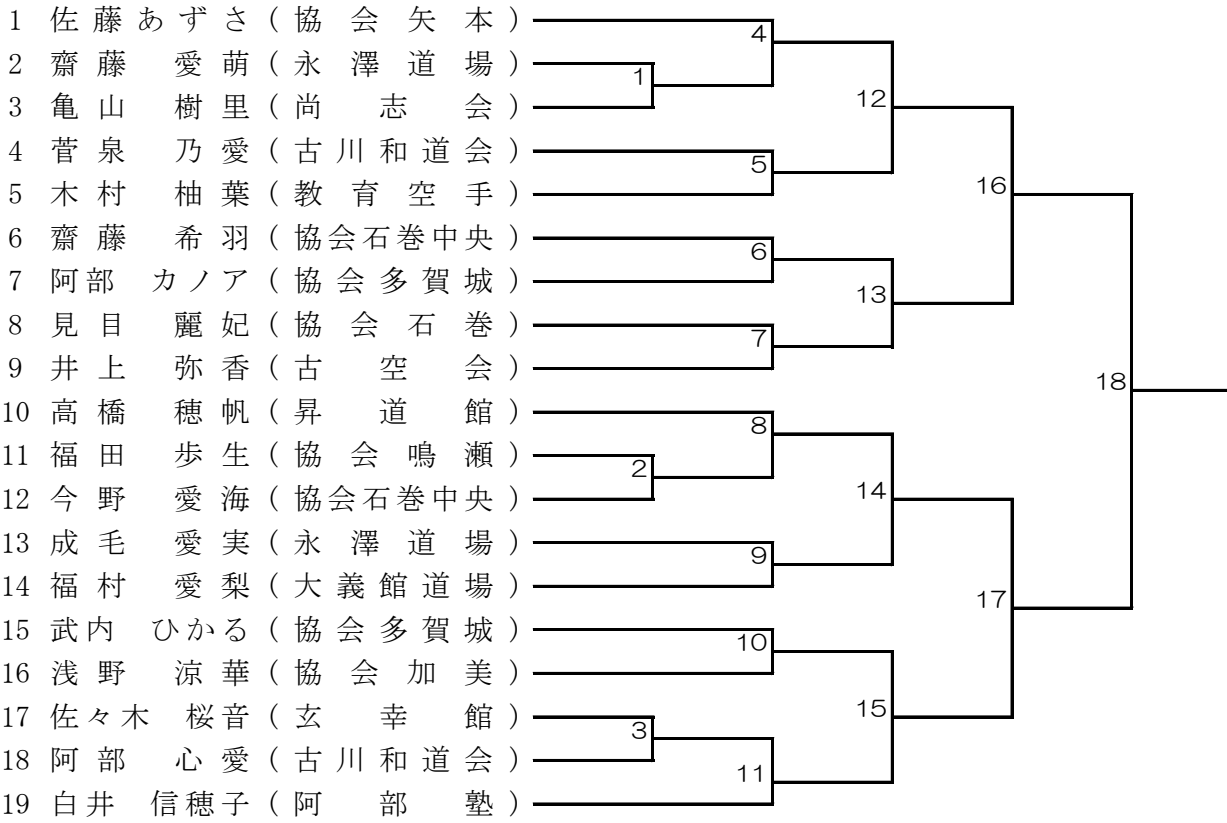 1 佐藤あずさ(協会矢本) 4
2 齋藤 愛萌(永澤道場) 1
3 亀山 樹里(尚志会) 12
4 菅泉 乃愛(古川和道会) 5
5 木村 柚葉(教育空手) 16
6 齋藤 希羽(協会石巻中央) 6
7 阿部 カノア(協会多賀城) 13
8 見目 麗妃(協会石巻) 7
9 井上 弥香(古空会) 18
10 高橋 穂帆(昇道館) 8
11 福田 歩生(協会鳴瀬) 2
12 今野 愛海(協会石巻中央) 14
13 成毛 愛実(永澤道場) 9
14 福村 愛梨(大義館道場) 17
15 武内 ひかる(協会多賀城) 10
16 浅野 涼華(協会加美)
17 佐々木 桜音(玄幸館) 3 15
18 阿部 心愛(古川和道会) 11
19 白井 信穂子(阿部塾)